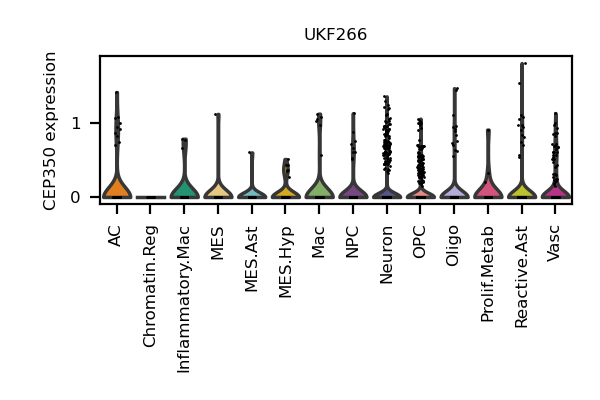 UKF266
CEP350 expression
1
0
AC
Chromatin.Reg
Inflammatory.Mac
MES
MES.Ast
MES.Hyp
Mac
NPC
Neuron
OPC
Oligo
Prolif.Metab
Reactive.Ast
Vasc